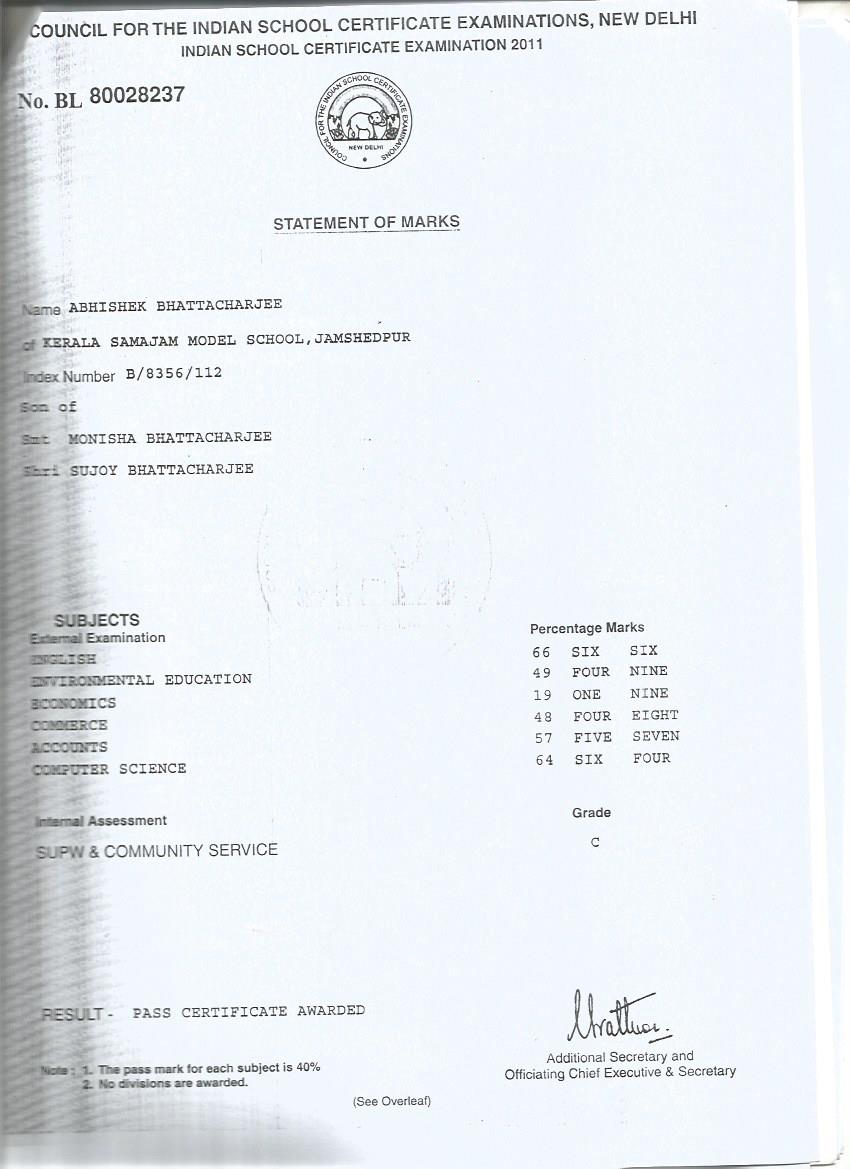 COUNCIL FOR THE INDIAN SCHOOL CERTIFICATE EXAMINATIONS, NEW DELHI
INDIAN SCHOOL CERTIFICATE EXAMINATION 2011
No. BL 80028237
COUNCIL FOR THE INDIAN SCHOOL CERTIFICATE EXAMINATIONS
NEW DELHI
STATEMENT OF MARKS
Name ABHISHEK BHATTACHARJEE
of KERALA SAMAJAM MODEL SCHOOL,JAMSHEDPUR
Index Number B/8356/112
Son of
Smt MONISHA BHATTACHARJEE
Shri SUJOY BHATTACHARJEE
SUBJECTS
External Examination Percentage Marks
ENGLISH 66 SIX SIX
ENVIRONMENTAL EDUCATION 49 FOUR NINE
ECONOMICS 19 ONE NINE
COMMERCE 48 FOUR EIGHT
ACCOUNTS 57 FIVE SEVEN
COMPUTER SCIENCE 64 SIX FOUR
Internal Assessment Grade
SUPW & COMMUNITY SERVICE C
RESULT - PASS CERTIFICATE AWARDED
Note : 1. The pass mark for each subject is 40%
2. No divisions are awarded.
Additional Secretary and
Officiating Chief Executive & Secretary
(See Overleaf)